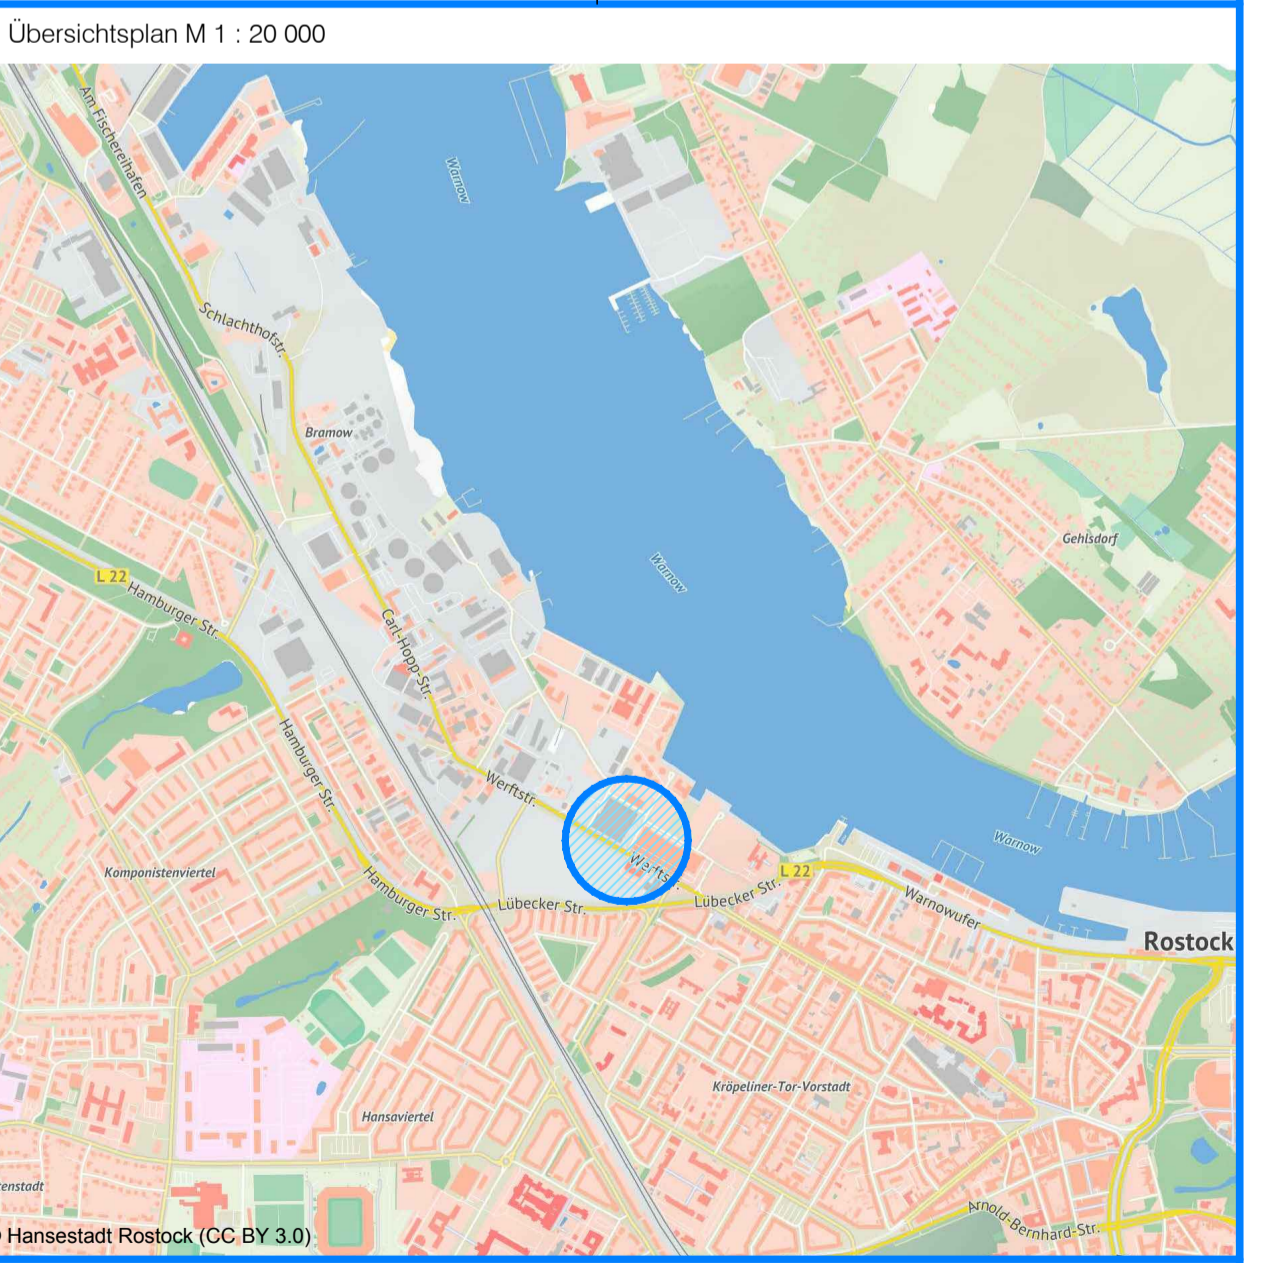 Übersichtsplan M 1 : 20 000
Am Fischereihafen
Warnow
Schlachthofstr.
Bramow
Warnow
Gehlsdorf
L 22
Hamburger Str.
Carl-Hopp-Str.
Hamburger Str.
Werftstr.
Werftstr.
Warnow
Komponistenviertel
Hamburger Str.
Lübecker Str.
Lübecker Str.
L 22
Warnowufer
Rostock
Kröpeliner-Tor-Vorstadt
Hansaviertel
enstadt
Arnold-Bernhard-Str.
Hansestadt Rostock (CC BY 3.0)